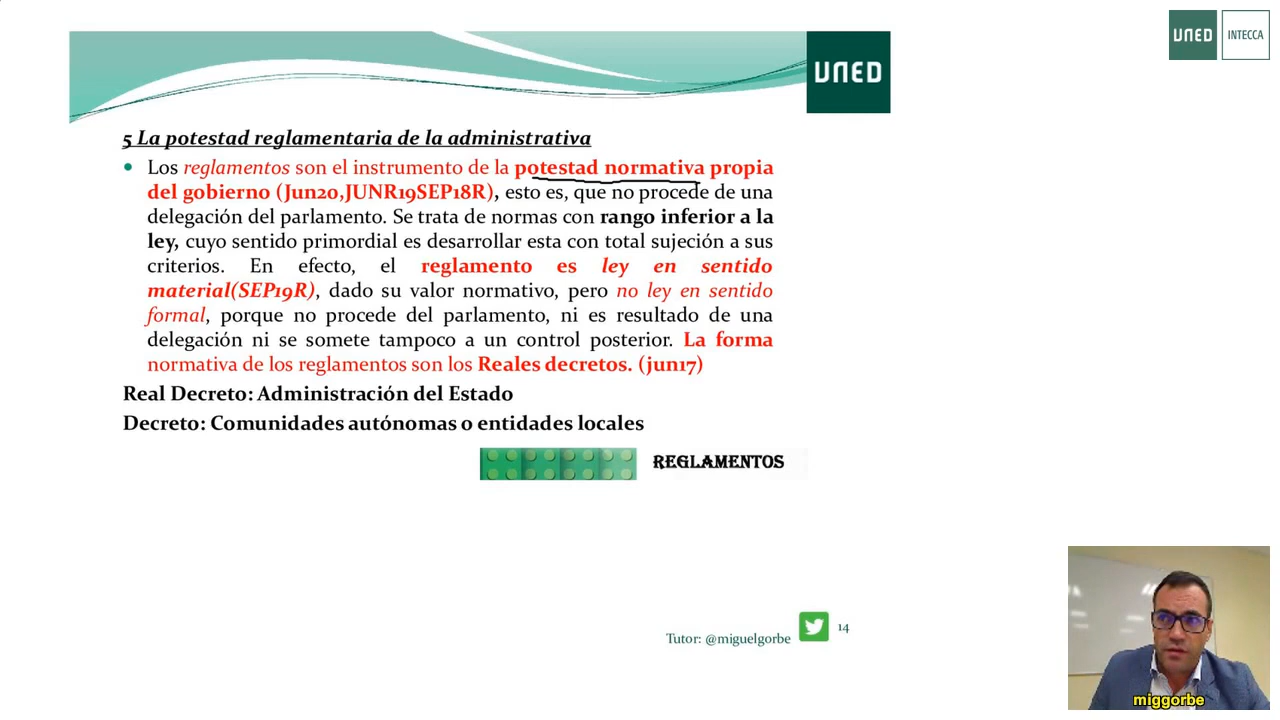 UNED INTECCA
UNED
5 La potestad reglamentaria de la administrativa
• Los reglamentos son el instrumento de la potestad normativa propia
del gobierno (Jun20,JUNR19SEP18R), esto es, que no procede de una
delegación del parlamento. Se trata de normas con rango inferior a la
ley, cuyo sentido primordial es desarrollar esta con total sujeción a sus
criterios. En efecto, el reglamento es ley en sentido
material(SEP19R), dado su valor normativo, pero no ley en sentido
formal, porque no procede del parlamento, ni es resultado de una
delegación ni se somete tampoco a un control posterior. La forma
normativa de los reglamentos son los Reales decretos. (jun17)
Real Decreto: Administración del Estado
Decreto: Comunidades autónomas o entidades locales
REGLAMENTOS
Tutor: @miguelgorbe
14
miggorbe